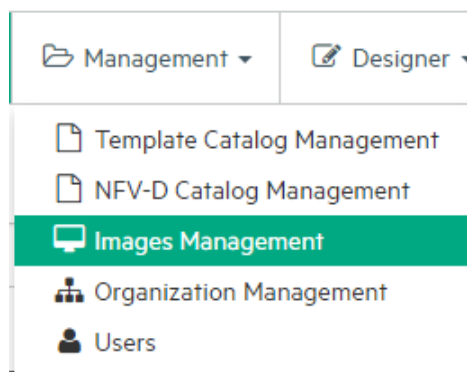 Management Designer
Template Catalog Management
NFV-D Catalog Management
Images Management
Organization Management
Users